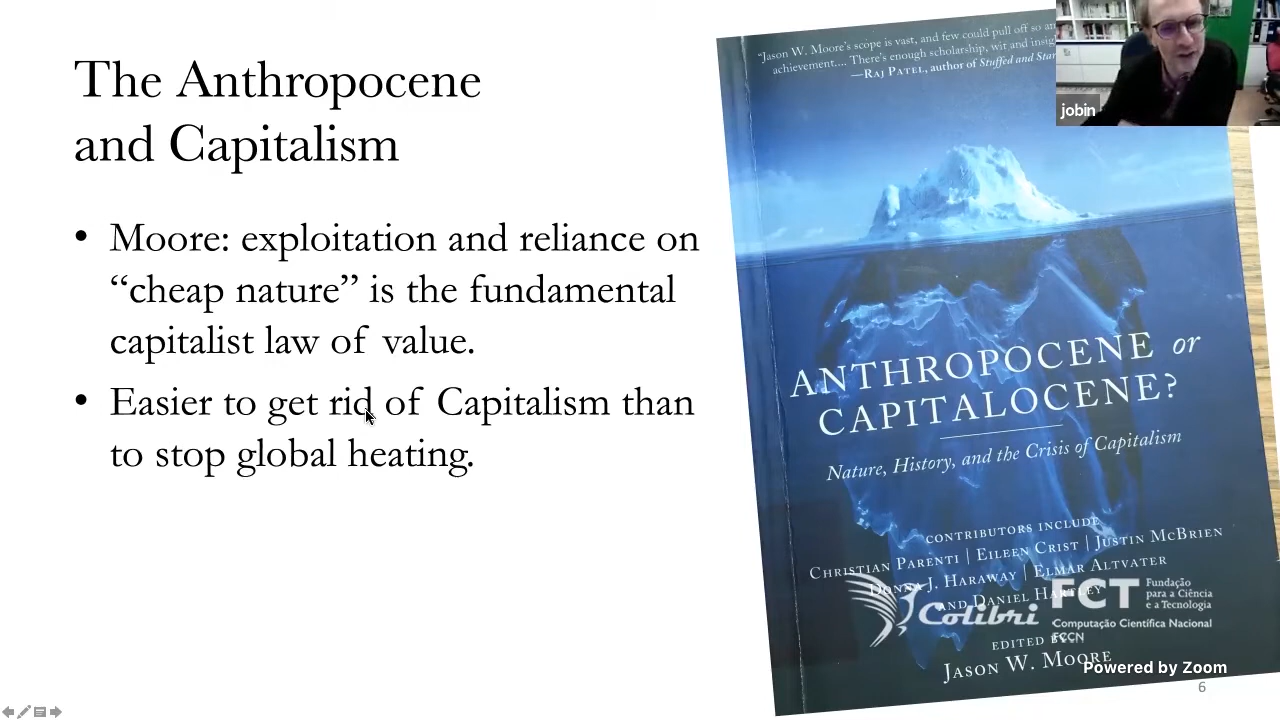 The Anthropocene
and Capitalism
• Moore: exploitation and reliance on
“cheap nature” is the fundamental
capitalist law of value.
• Easier to get rid of Capitalism than
to stop global heating.
"Jason W. Moore's scope is vast, and few could pull off so
achievement.... There's enough scholarship, wit and
—Raj Patel, author of Stuffed and
jobin
ANTHROPOCENE or
CAPITALOCENE?
Nature, History, and the Crisis of Capitalism
CONTRIBUTORS INCLUDE
Christian Parenti | Eileen Crist | Justin McBrien
Donna J. Haraway | Elmar Altvater
and Daniel Hartley
EDITED
Jason W. Moore
Colibri
FCT Fundação
para a Ciência
e a Tecnologia
Computação Científica Nacional
FCCN
Powered by Zoom
6